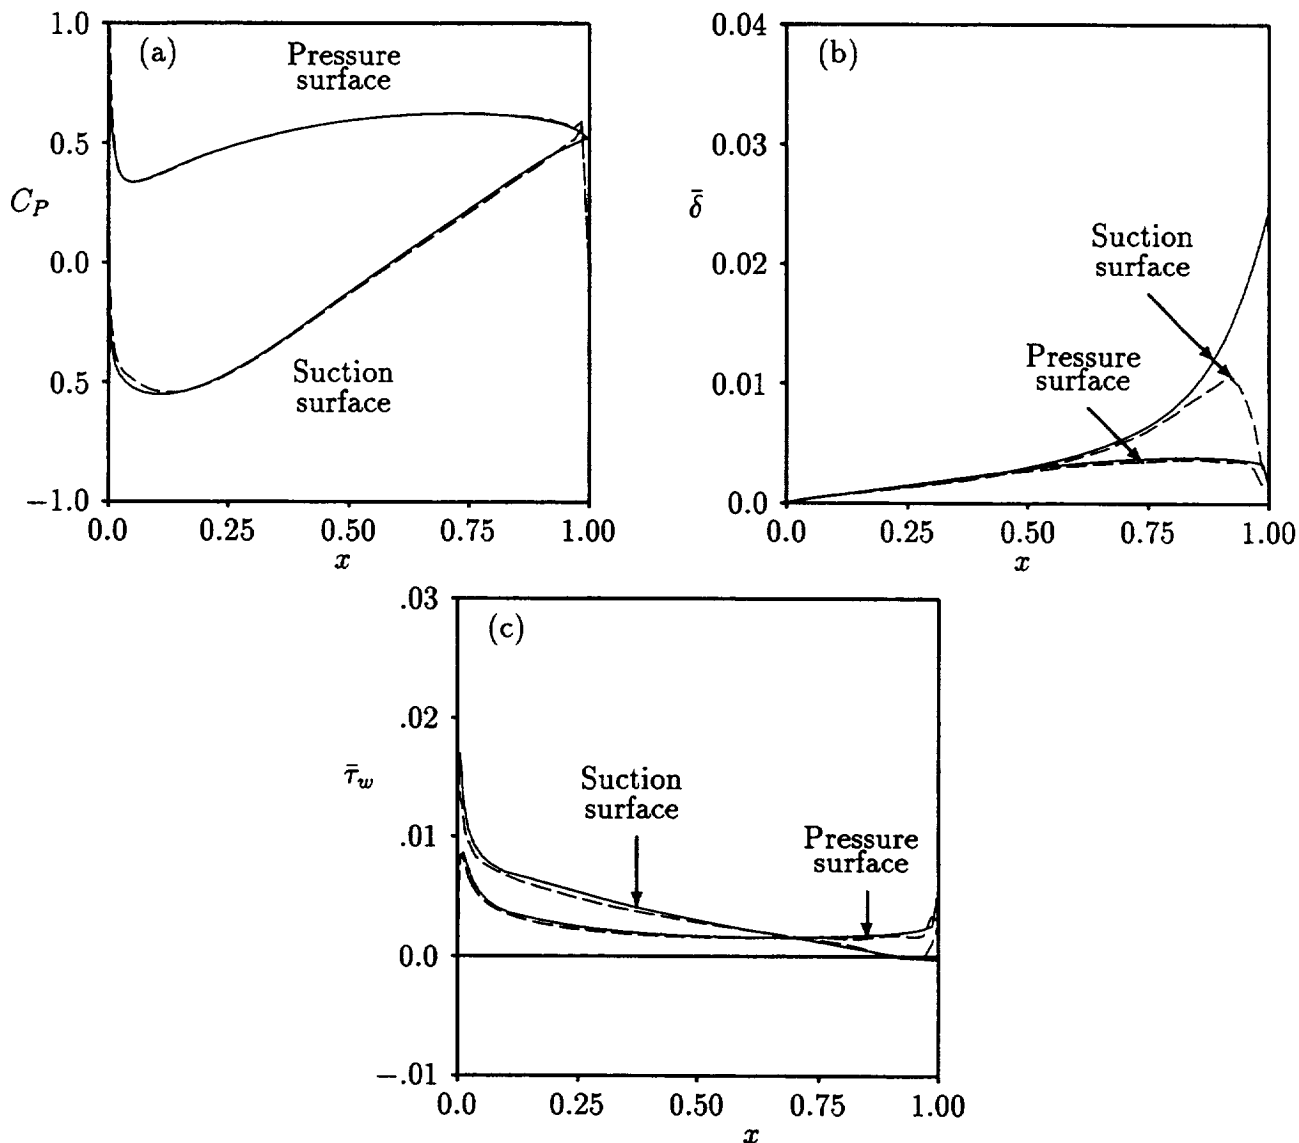 1.0
(a)
Pressure
surface
0.5
C_P
0.0
0.5
Suction
surface
−1.0
0.0 0.25 0.50 0.75 1.00
x
0.04
(b)
0.03
δ̄
0.02
Suction
surface
Pressure
surface
0.01
0.0
0.0 0.25 0.50 0.75 1.00
x
.03
(c)
.02
τ̄_w
Suction
surface
.01
Pressure
surface
0.0
−.01
0.0 0.25 0.50 0.75 1.00
x